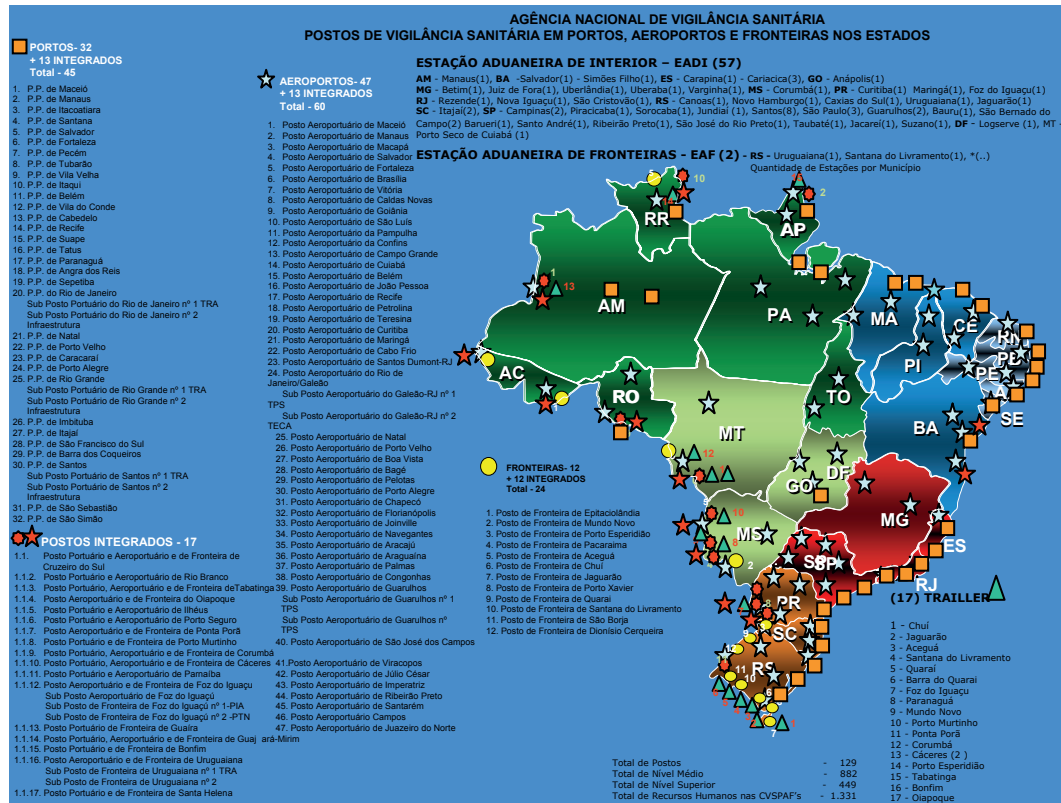 AGÊNCIA NACIONAL DE VIGILÂNCIA SANITÁRIA
POSTOS DE VIGILÂNCIA SANITÁRIA EM PORTOS, AEROPORTOS E FRONTEIRAS NOS ESTADOS
PORTOS- 32
+ 13 INTEGRADOS
Total - 45
1. P.P. de Maceió
2. P.P. de Manaus
3. P.P. de Itacoatiara
4. P.P. de Santana
5. P.P. de Salvador
6. P.P. de Fortaleza
7. P.P. de Pecém
8. P.P. de Tubarão
9. P.P. de Vila Velha
10. P.P. de Itaqui
11. P.P. de Belém
12. P.P. de Vila do Conde
13. P.P. de Cabedelo
14. P.P. de Recife
15. P.P. de Suape
16. P.P. de Tatus
17. P.P. de Paranaguá
18. P.P. de Angra dos Reis
19. P.P. de Sepetiba
20. P.P. do Rio de Janeiro
Sub Posto Portuário do Rio de Janeiro nº 1 TRA
Sub Posto Portuário do Rio de Janeiro nº 2
Infraestrutura
21. P.P. de Natal
22. P.P. de Porto Velho
23. P.P. de Caracaraí
24. P.P. de Porto Alegre
25. P.P. de Rio Grande
Sub Posto Portuário de Rio Grande nº 1 TRA
Sub Posto Portuário de Rio Grande nº 2
Infraestrutura
26. P.P. de Imbituba
27. P.P. de Itajaí
28. P.P. de São Francisco do Sul
29. P.P. de Barra dos Coqueiros
30. P.P. de Santos
Sub Posto Portuário de Santos nº 1 TRA
Sub Posto Portuário de Santos nº 2
Infraestrutura
31. P.P. de São Sebastião
32. P.P. de São Simão
POSTOS INTEGRADOS - 17
1.1. Posto Portuário e Aeroportuário e de Fronteira de
Cruzeiro do Sul
1.1.2. Posto Portuário e Aeroportuário de Rio Branco
1.1.3. Posto Portuário, Aeroportuário e de Fronteira deTabatinga
1.1.4. Posto Aeroportuário do Oiapoque
1.1.5. Posto Portuário e Aeroportuário de Ilhéus
1.1.6. Posto Portuário e Aeroportuário de Porto Seguro
1.1.7. Posto Aeroportuário e de Fronteira de Ponta Porã
1.1.8. Posto Portuário e de Fronteira de Porto Murtinho
1.1.9. Posto Portuário, Aeroportuário e de Fronteira de Corumbá
1.1.10. Posto Portuário, Aeroportuário e de Fronteira de Cáceres
1.1.11. Posto Portuário e Aeroportuário de Parnaíba
1.1.12. Posto Aeroportuário e de Fronteira de Foz do Iguaçu
Sub Posto Aeroportuário de Foz do Iguaçú
Sub Posto de Fronteira de Foz do Iguaçú nº 1-PIA
Sub Posto de Fronteira de Foz do Iguaçú nº 2 -PTN
1.1.13. Posto Portuário de Fronteira de Guaíra
1.1.14. Posto Portuário, Aeroportuário e de Fronteira de Guaj ará-Mirim
1.1.15. Posto Portuário e de Fronteira de Bonfim
1.1.16. Posto Aeroportuário e de Fronteira de Uruguaiana
Sub Posto de Fronteira de Uruguaiana nº 1 TRA
Sub Posto de Fronteira de Uruguaiana nº 2
1.1.17. Posto Portuário e de Fronteira de Santa Helena
AEROPORTOS- 47
+ 13 INTEGRADOS
Total - 60
1. Posto Aeroportuário de Maceió
2. Posto Aeroportuário de Manaus
3. Posto Aeroportuário de Macapá
4. Posto Aeroportuário de Salvador
5. Posto Aeroportuário de Fortaleza
6. Posto Aeroportuário de Brasília
7. Posto Aeroportuário de Vitória
8. Posto Aeroportuário de Caldas Novas
9. Posto Aeroportuário de Goiânia
10. Posto Aeroportuário de São Luís
11. Posto Aeroportuário da Pampulha
12. Posto Aeroportuário da Confins
13. Posto Aeroportuário de Campo Grande
14. Posto Aeroportuário de Cuiabá
15. Posto Aeroportuário de Belém
16. Posto Aeroportuário de João Pessoa
17. Posto Aeroportuário de Recife
18. Posto Aeroportuário de Petrolina
19. Posto Aeroportuário de Teresina
20. Posto Aeroportuário de Curitiba
21. Posto Aeroportuário de Maringá
22. Posto Aeroportuário de Cabo Frio
23. Posto Aeroportuário de Santos Dumont-RJ
24. Posto Aeroportuário do Rio de
Janeiro/Galeão
Sub Posto Aeroportuário do Galeão-RJ nº 1
TPS
Sub Posto Aeroportuário do Galeão-RJ nº 2
TECA
25. Posto Aeroportuário de Natal
26. Posto Aeroportuário de Porto Velho
27. Posto Aeroportuário de Boa Vista
28. Posto Aeroportuário de Bagé
29. Posto Aeroportuário de Pelotas
30. Posto Aeroportuário de Porto Alegre
31. Posto Aeroportuário de Chapecó
32. Posto Aeroportuário de Florianópolis
33. Posto Aeroportuário de Joinville
34. Posto Aeroportuário de Navegantes
35. Posto Aeroportuário de Aracajú
36. Posto Aeroportuário de Araguaína
37. Posto Aeroportuário de Palmas
38. Posto Aeroportuário de Congonhas
39. Posto Aeroportuário de Guarulhos
Sub Posto Aeroportuário de Guarulhos nº 1
TPS
Sub Posto Aeroportuário de Guarulhos nº
TPS
40. Posto Aeroportuário de São José dos Campos
41. Posto Aeroportuário de Viracopos
42. Posto Aeroportuário de Júlio César
43. Posto Aeroportuário de Imperatriz
44. Posto Aeroportuário de Ribeirão Preto
45. Posto Aeroportuário de Santarém
46. Posto Aeroportuário Campos
47. Posto Aeroportuário de Juazeiro do Norte
ESTAÇÃO ADUANEIRA DE INTERIOR – EADI (57)
AM - Manaus(1), BA -Salvador(1) - Simões Filho(1), ES - Carapina(1) - Cariacica(3), GO - Anápolis(1)
MG - Betim(1), Juiz de Fora(1), Uberlândia(1), Uberaba(1), Varginha(1), MS - Corumbá(1), PR - Curitiba(1) Maringá(1), Foz do Iguaçu(1)
RJ - Rezende(1), Nova Iguaçu(1), São Cristovão(1), RS - Canoas(1), Novo Hamburgo(1), Caxias do Sul(1), Uruguaiana(1), Jaguarão(1)
SC - Itajaí(2), SP - Campinas(2), Piracicaba(1), Sorocaba(1), Jundiaí (1), Santos(8), São Paulo(3), Guarulhos(2), Bauru(1), São Bernado do
Campo(2) Barueri(1), Santo André(1), Ribeirão Preto(1), São José do Rio Preto(1), Taubaté(1), Jacareí(1), Suzano(1), DF - Logserve (1), MT -
Porto Seco de Cuiabá (1)
ESTAÇÃO ADUANEIRA DE FRONTEIRAS - EAF (2) - RS - Uruguaiana(1), Santana do Livramento(1), *(..)
Quantidade de Estações por Município
RR
AP
AM
PA
MA
CE
RN
PB
PE
PI
AC
RO
TO
SE
BA
MT
DF
GO
MG
MS
ES
SP
RJ
PR
SC
RS
FRONTEIRAS- 12
+ 12 INTEGRADOS
Total - 24
1. Posto de Fronteira de Epitaciolândia
2. Posto de Fronteira de Mundo Novo
3. Posto de Fronteira de Porto Esperidião
4. Posto de Fronteira de Pacaraima
5. Posto de Fronteira de Aceguá
6. Posto de Fronteira de Chuí
7. Posto de Fronteira de Jaguarão
8. Posto de Fronteira de Porto Xavier
9. Posto de Fronteira de Quarai
10. Posto de Fronteira de Santana do Livramento
11. Posto de Fronteira de São Borja
12. Posto de Fronteira de Dionísio Cerqueira
(17) TRAILLER
1 - Chuí
2 - Jaguarão
3 - Aceguá
4 - Santana do Livramento
5 - Quaraí
6 - Barra do Quarai
7 - Foz do Iguaçu
8 - Paranaguá
9 - Mundo Novo
10 - Porto Murtinho
11 - Ponta Porã
12 - Corumbá
13 - Cáceres (2 )
14 - Porto Esperidião
15 - Tabatinga
16 - Bonfim
17 - Oiapoque
Total de Postos - 129
Total de Nível Médio - 882
Total de Nível Superior - 449
Total de Recursos Humanos nas CVSPAF's - 1.331